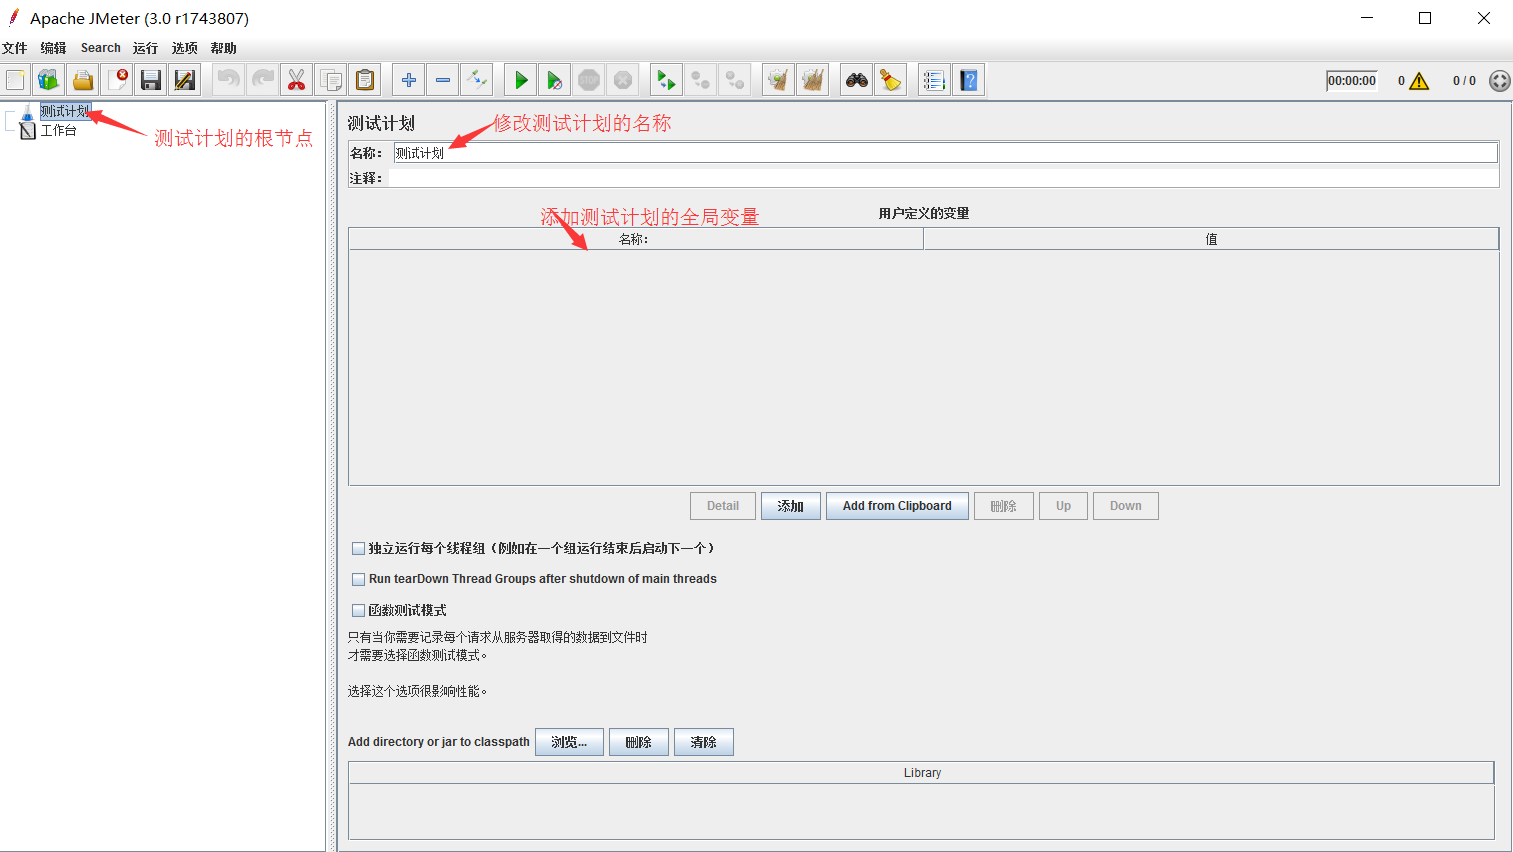 Apache JMeter (3.0 r1743807)
文件 编辑 Search 运行 选项 帮助
00:00:00 0 0 / 0
测试计划
工作台
测试计划的根节点
测试计划
修改测试计划的名称
名称： 测试计划
注释：
添加测试计划的全局变量
用户定义的变量
名称： 值
Detail 添加 Add from Clipboard 删除 Up Down
独立运行每个线程组（例如在一个组运行结束后启动下一个）
Run tearDown Thread Groups after shutdown of main threads
函数测试模式
只有当你需要记录每个请求从服务器取得的数据到文件时
才需要选择函数测试模式。
选择这个选项很影响性能。
Add directory or jar to classpath 浏览... 删除 清除
Library